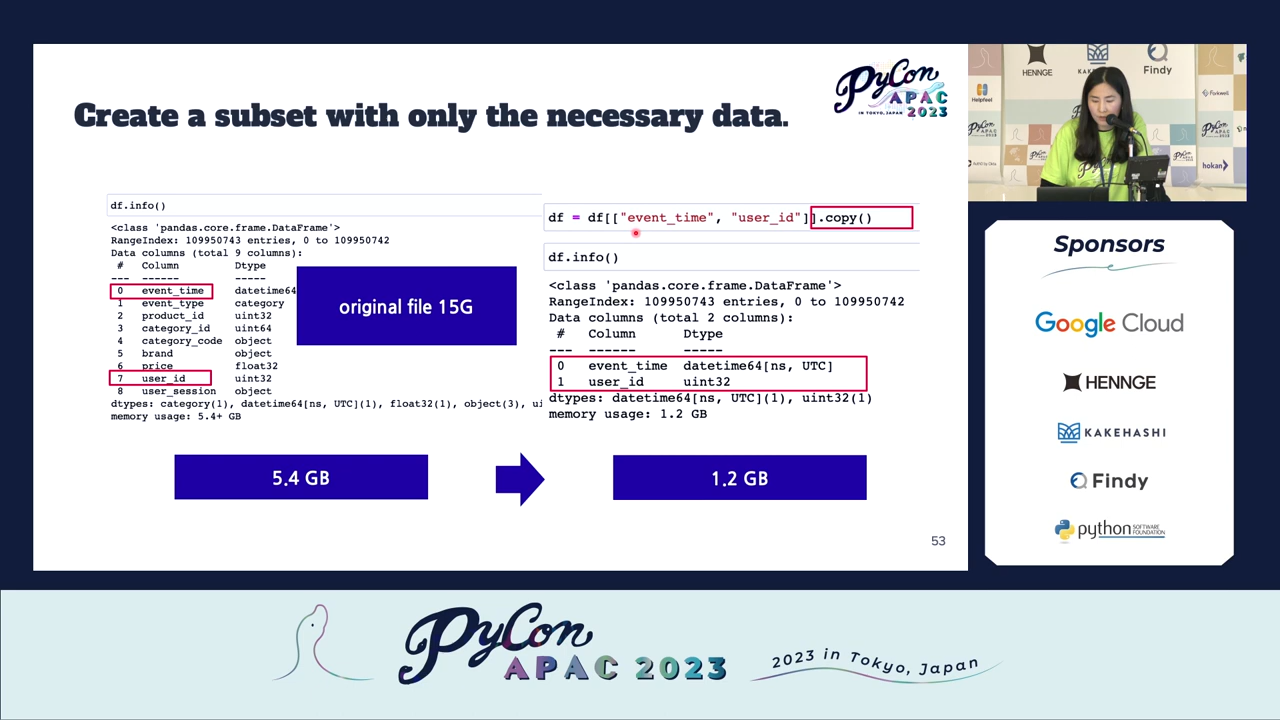 Create a subset with only the necessary data.
PyCon
APAC
IN TOKYO, JAPAN
2023
df.info()
<class 'pandas.core.frame.DataFrame'>
RangeIndex: 109950743 entries, 0 to 109950742
Data columns (total 9 columns):
# Column Dtype
--- ------ -----
0 event_time datetime64
1 event_type category
2 product_id uint32
3 category_id uint64
4 category_code object
5 brand object
6 price float32
7 user_id uint32
8 user_session object
dtypes: category(1), datetime64[ns, UTC](1), float32(1), object(3), ui
memory usage: 5.4+ GB
original file 15G
df = df[["event_time", "user_id"]].copy()
df.info()
<class 'pandas.core.frame.DataFrame'>
RangeIndex: 109950743 entries, 0 to 109950742
Data columns (total 2 columns):
# Column Dtype
--- ------ -----
0 event_time datetime64[ns, UTC]
1 user_id uint32
dtypes: datetime64[ns, UTC](1), uint32(1)
memory usage: 1.2 GB
5.4 GB
1.2 GB
53
HENNGE
Findy
Helpfeel
Forkwell
hokan
Sponsors
Google Cloud
HENNGE
KAKEHASHI
Findy
python SOFTWARE FOUNDATION
PyCon
APAC 2023
2023 in Tokyo, Japan